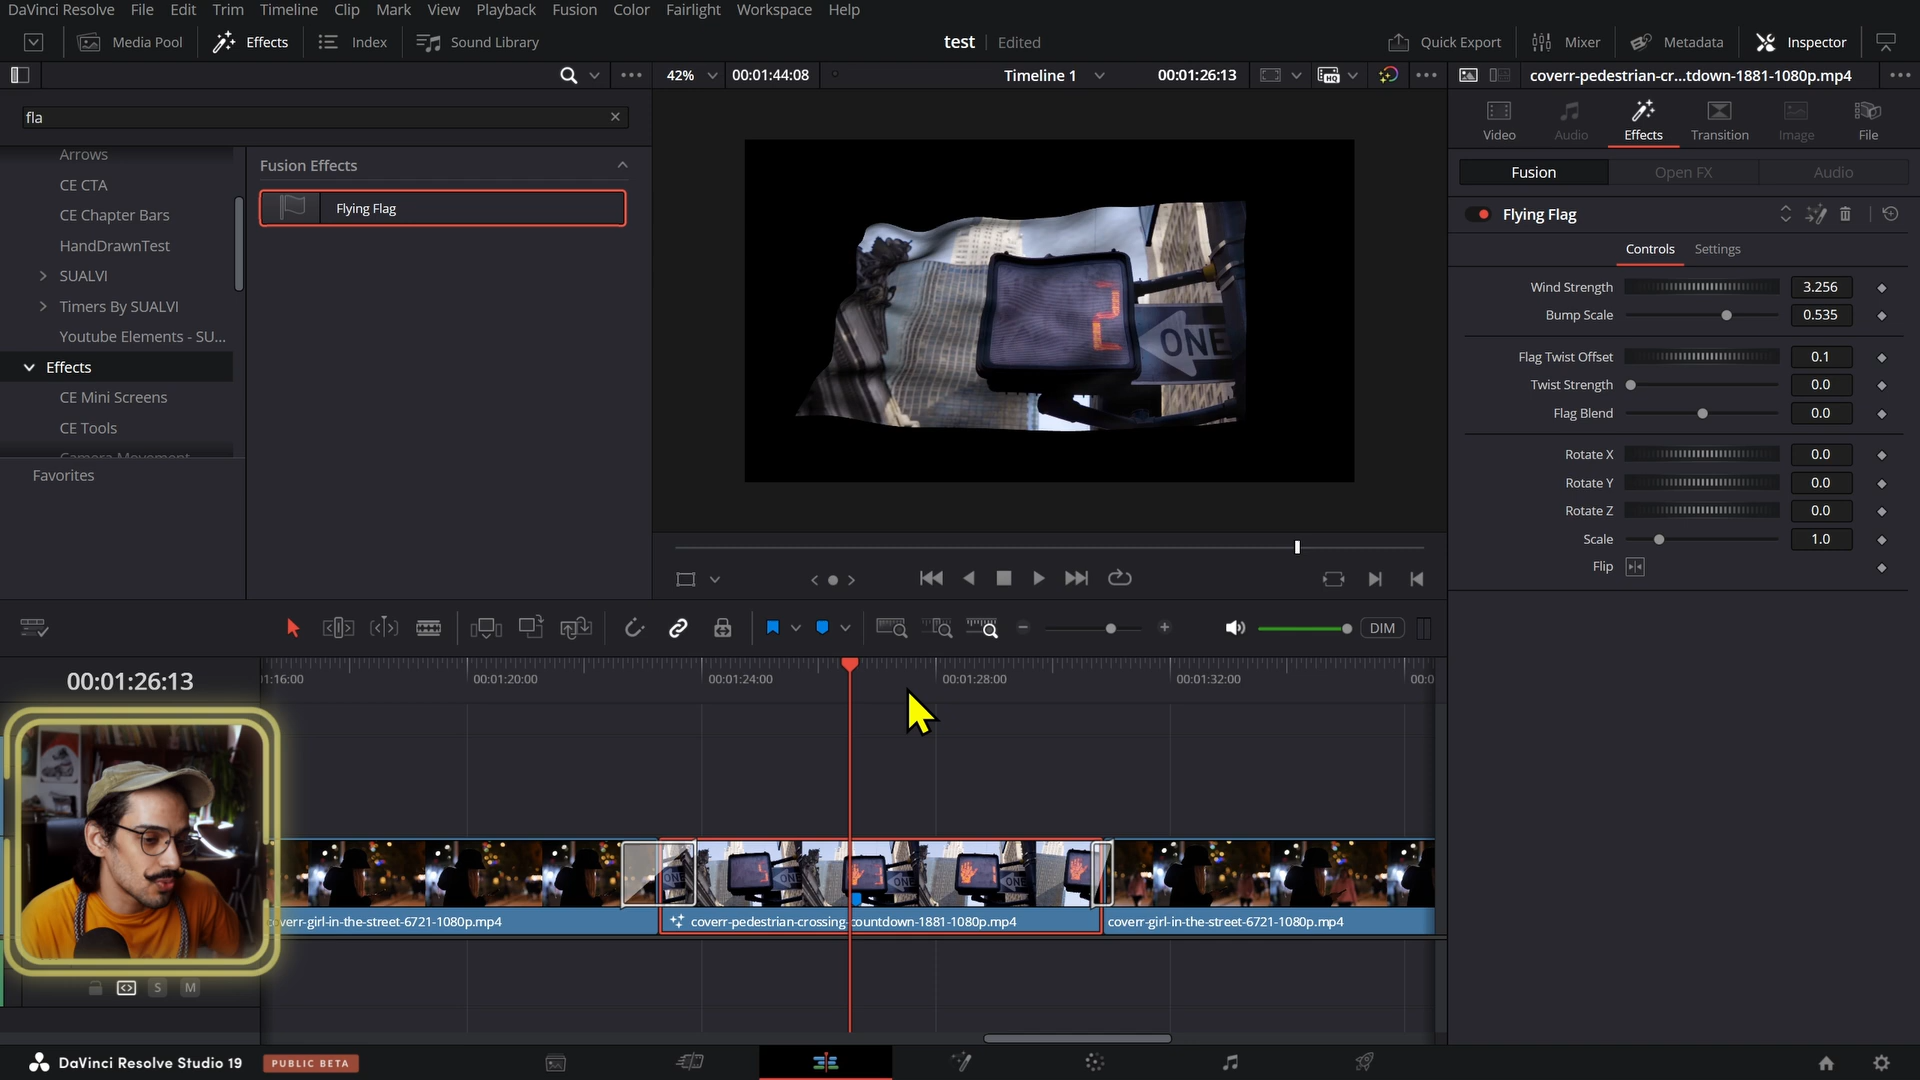 DaVinci Resolve File Edit Trim Timeline Clip Mark View Playback Fusion Color Fairlight Workspace Help
Media Pool Effects Index Sound Library test Edited Quick Export Mixer Metadata Inspector
42% 00:01:44:08 Timeline 1 00:01:26:13 coverr-pedestrian-cr...tdown-1881-1080p.mp4
fla
Video Audio Effects Transition Image File
Arrows
CE CTA
CE Chapter Bars
HandDrawnTest
SUALVI
Timers By SUALVI
Youtube Elements - SU...
Effects
CE Mini Screens
CE Tools
Favorites
Fusion Effects
Flying Flag
2
ONE
Fusion Open FX Audio
Flying Flag
Controls Settings
Wind Strength 3.256
Bump Scale 0.535
Flag Twist Offset 0.1
Twist Strength 0.0
Flag Blend 0.0
Rotate X 0.0
Rotate Y 0.0
Rotate Z 0.0
Scale 1.0
Flip
DIM
00:01:26:13
1:16:00 00:01:20:00 00:01:24:00 00:01:28:00 00:01:32:00 00:0
overr-girl-in-the-street-6721-1080p.mp4 coverr-pedestrian-crossing-countdown-1881-1080p.mp4 coverr-girl-in-the-street-6721-1080p.mp4
S M
DaVinci Resolve Studio 19 PUBLIC BETA